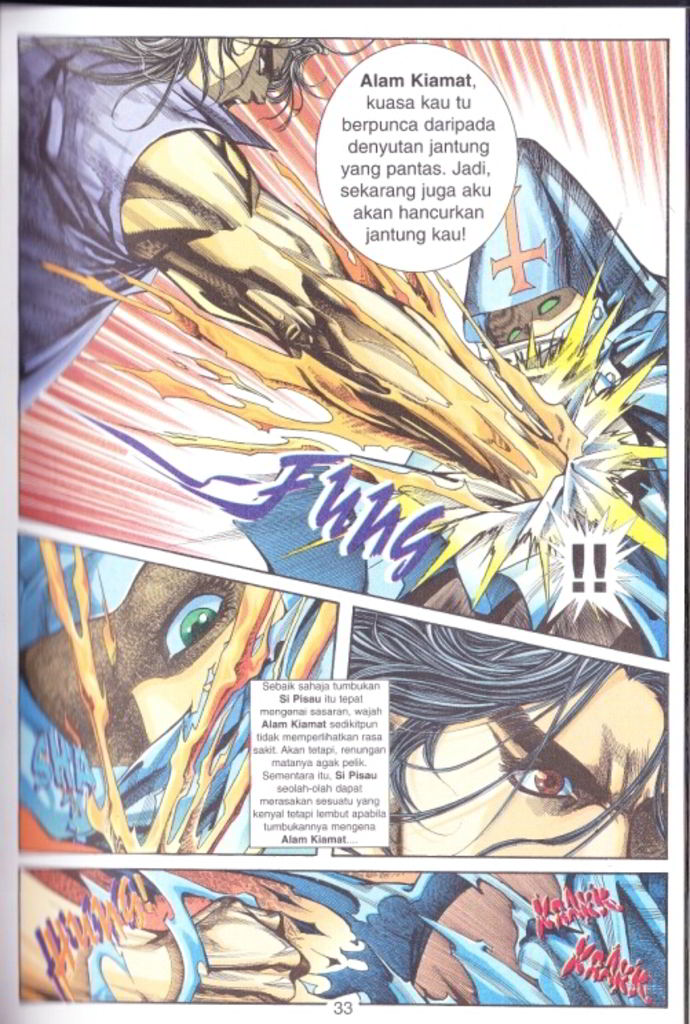 Alam Kiamat,
kuasa kau tu
berpunca daripada
denyutan jantung
yang pantas. Jadi,
sekarang juga aku
akan hancurkan
jantung kau!
Fuug
!!
Sebaik sahaja tumbukan
Si Pisau itu tepat
mengenai sasaran, wajah
Alam Kiamat sedikitpun
tidak memperlihatkan rasa
sakit. Akan tetapi, renungan
matanya agak pelik.
Sementara itu, Si Pisau
seolah-olah dapat
merasakan sesuatu yang
kenyal tetapi lembut apabila
tumbukannya mengena
Alam Kiamat....
33